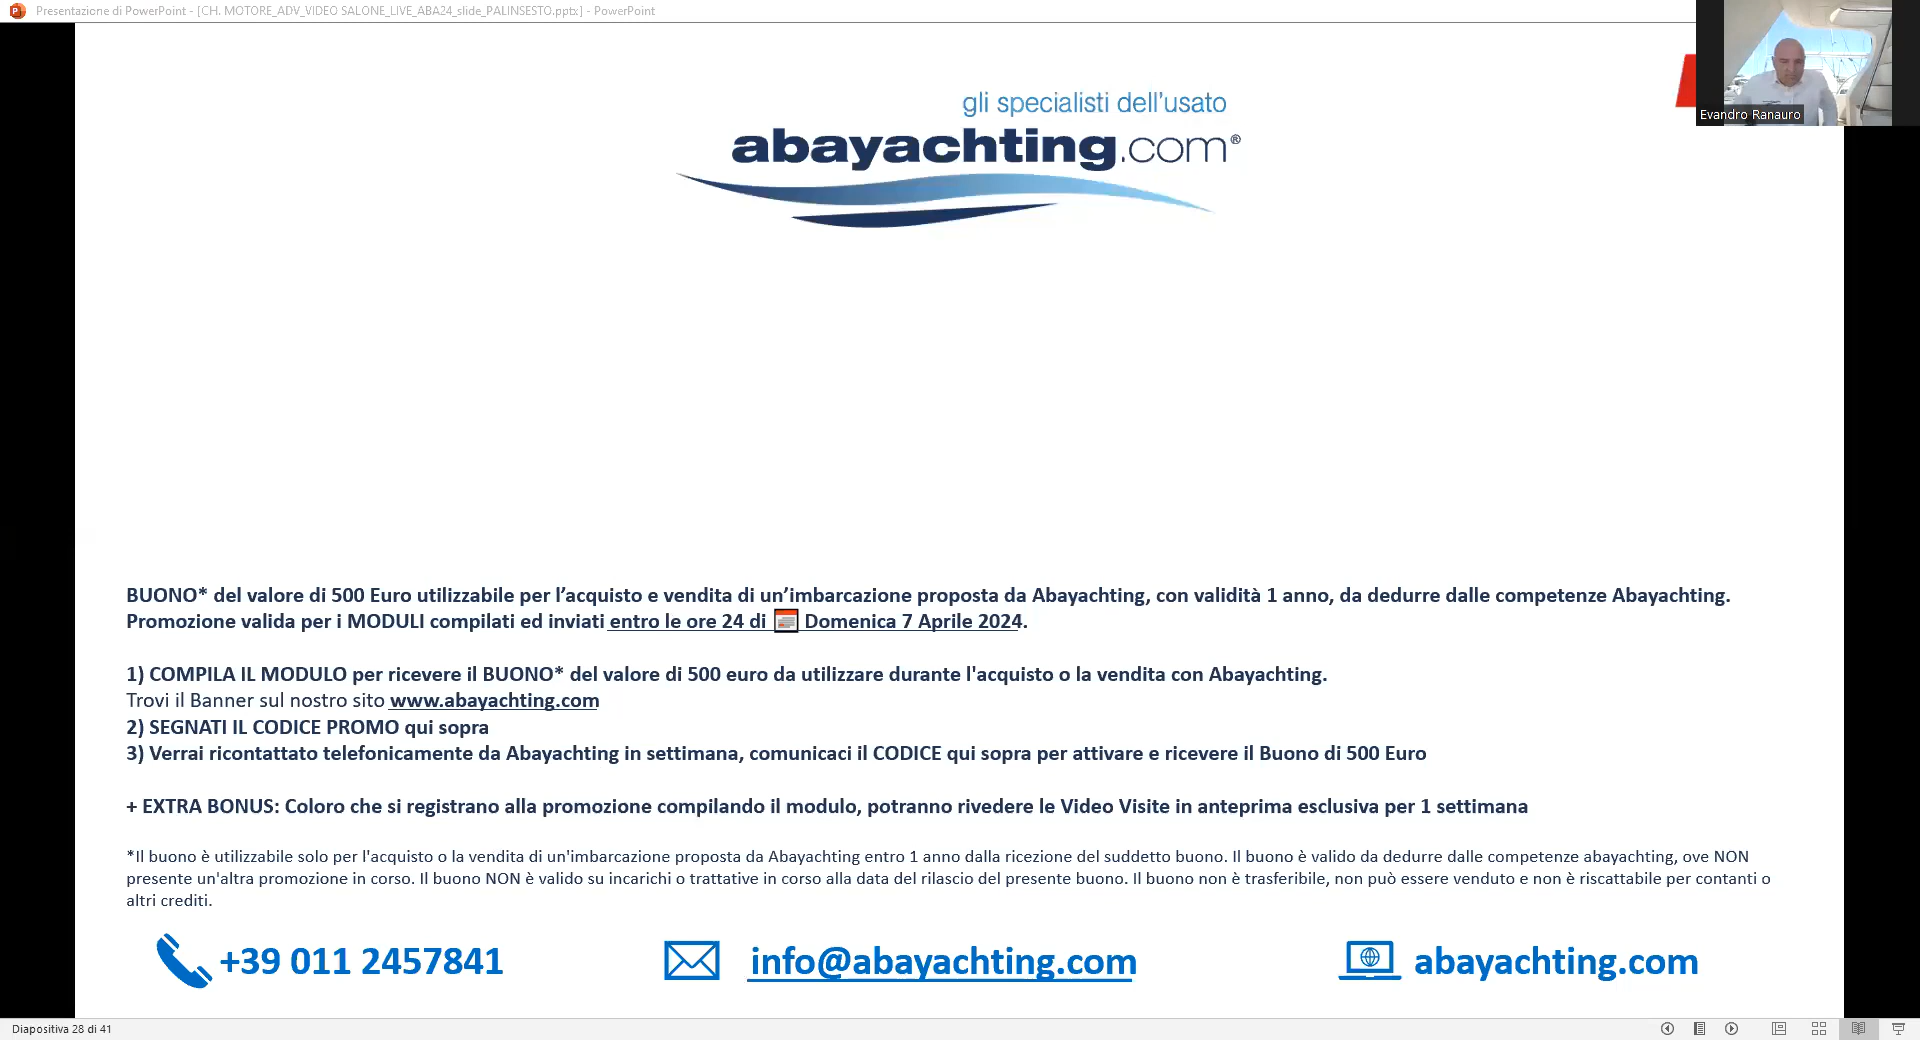 Presentazione di PowerPoint - [CH. MOTORE_ADV_VIDEO SALONE_LIVE_ABA24_slide_PALINSESTO.pptx] - PowerPoint
Evandro Ranauro
gli specialisti dell'usato
abayachting.com®
BUONO* del valore di 500 Euro utilizzabile per l’acquisto e vendita di un’imbarcazione proposta da Abayachting, con validità 1 anno, da dedurre dalle competenze Abayachting.
Promozione valida per i MODULI compilati ed inviati entro le ore 24 di Domenica 7 Aprile 2024.
1) COMPILA IL MODULO per ricevere il BUONO* del valore di 500 euro da utilizzare durante l'acquisto o la vendita con Abayachting.
Trovi il Banner sul nostro sito www.abayachting.com
2) SEGNATI IL CODICE PROMO qui sopra
3) Verrai ricontattato telefonicamente da Abayachting in settimana, comunicaci il CODICE qui sopra per attivare e ricevere il Buono di 500 Euro
+ EXTRA BONUS: Coloro che si registrano alla promozione compilando il modulo, potranno rivedere le Video Visite in anteprima esclusiva per 1 settimana
*Il buono è utilizzabile solo per l'acquisto o la vendita di un'imbarcazione proposta da Abayachting entro 1 anno dalla ricezione del suddetto buono. Il buono è valido da dedurre dalle competenze abayachting, ove NON
presente un'altra promozione in corso. Il buono NON è valido su incarichi o trattative in corso alla data del rilascio del presente buono. Il buono non è trasferibile, non può essere venduto e non è riscattabile per contanti o
altri crediti.
+39 011 2457841
info@abayachting.com
abayachting.com
Diapositiva 28 di 41